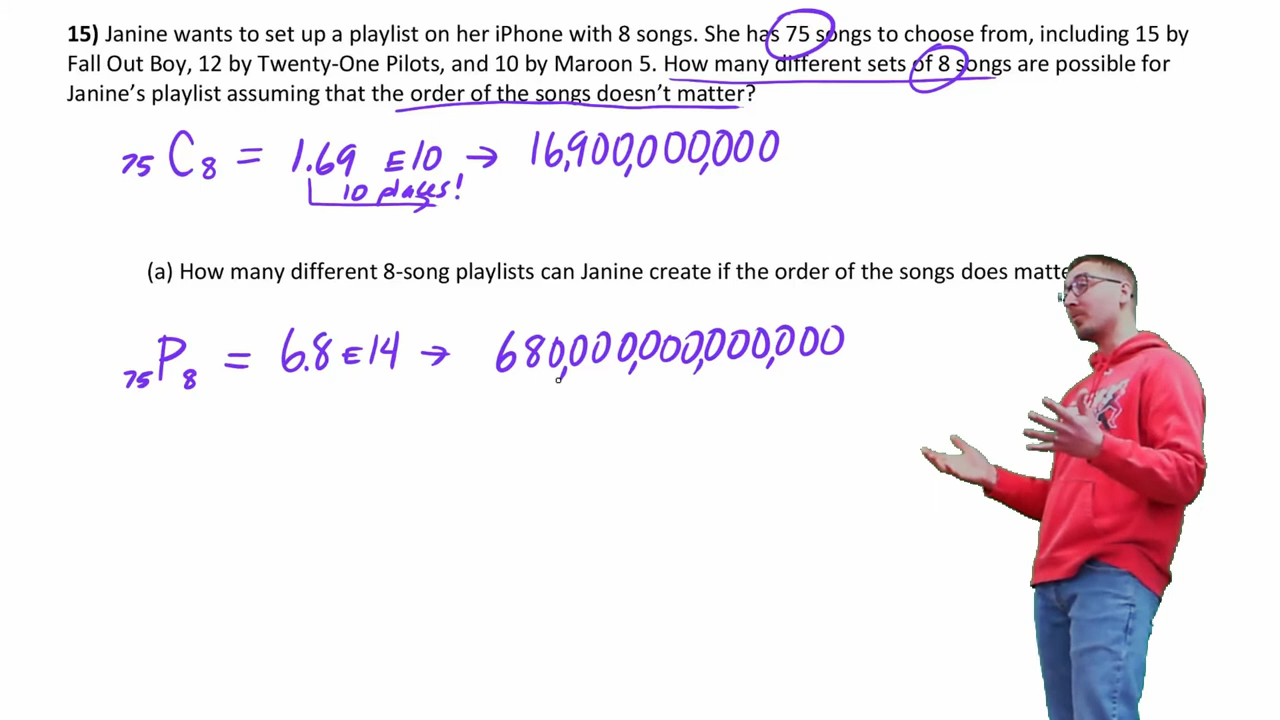 15) Janine wants to set up a playlist on her iPhone with 8 songs. She has 75 songs to choose from, including 15 by
Fall Out Boy, 12 by Twenty-One Pilots, and 10 by Maroon 5. How many different sets of 8 songs are possible for
Janine's playlist assuming that the order of the songs doesn't matter?
75 C 8 = 1.69 E10 → 16,900,000,000
10 places!
(a) How many different 8-song playlists can Janine create if the order of the songs does matte
75 P 8 = 6.8 E14 → 680,000,000,000,000